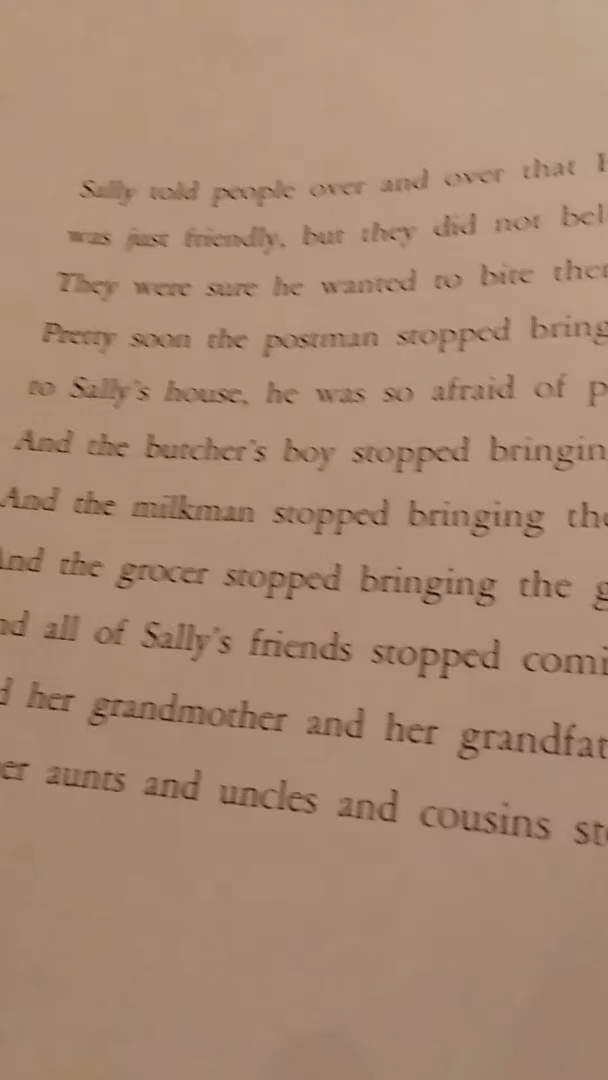 Sally told people over and over that
was just friendly, but they did not
They were sure he wanted to bite
Pretty soon the postman stopped
to Sally's house, he was so afraid of
And the butcher's boy stopped
And the milkman stopped bringing
the grocer stopped bringing the
all of Sally's friends stopped
her grandmother and her
aunts and uncles and cousins